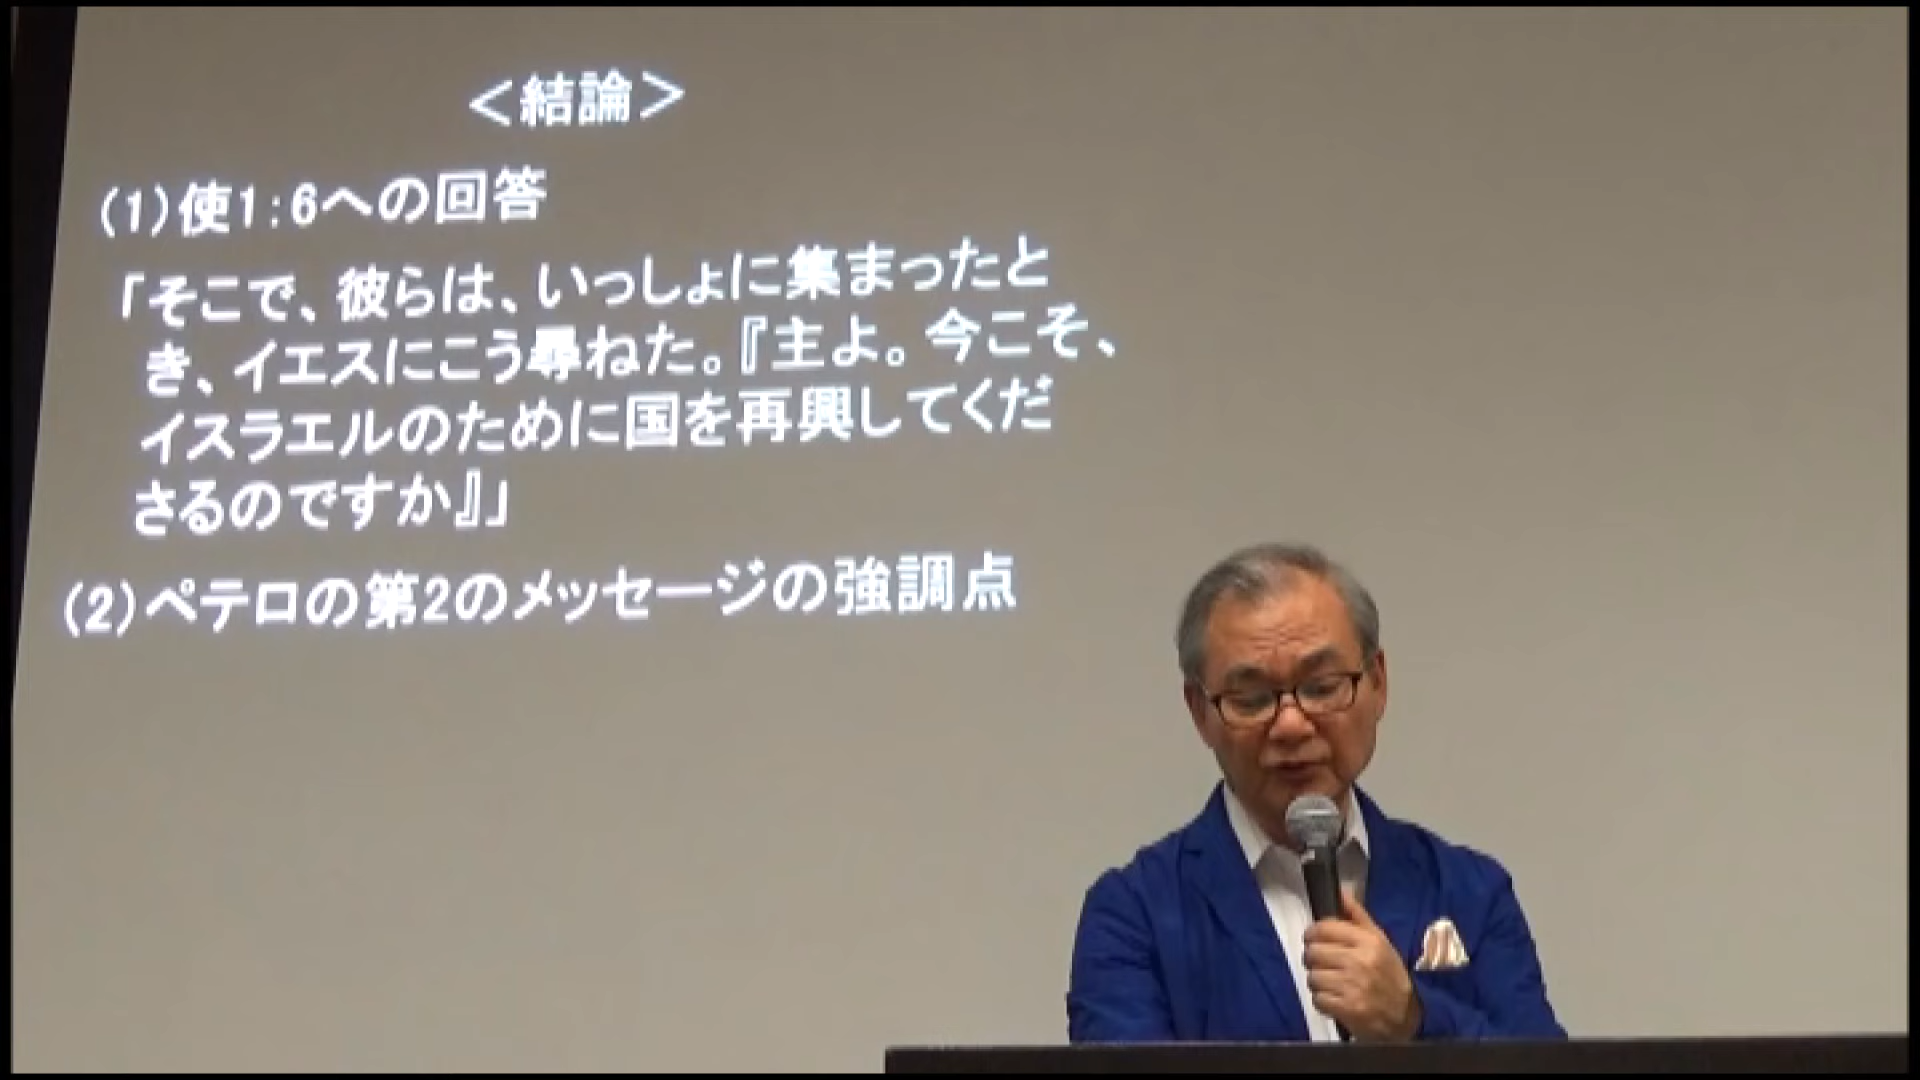 ＜結論＞
(1)使1:6への回答
「そこで、彼らは、いっしょに集まったと
き、イエスにこう尋ねた。『主よ。今こそ、
イスラエルのために国を再興してくだ
さるのですか』」
(2)ペテロの第2のメッセージの強調点